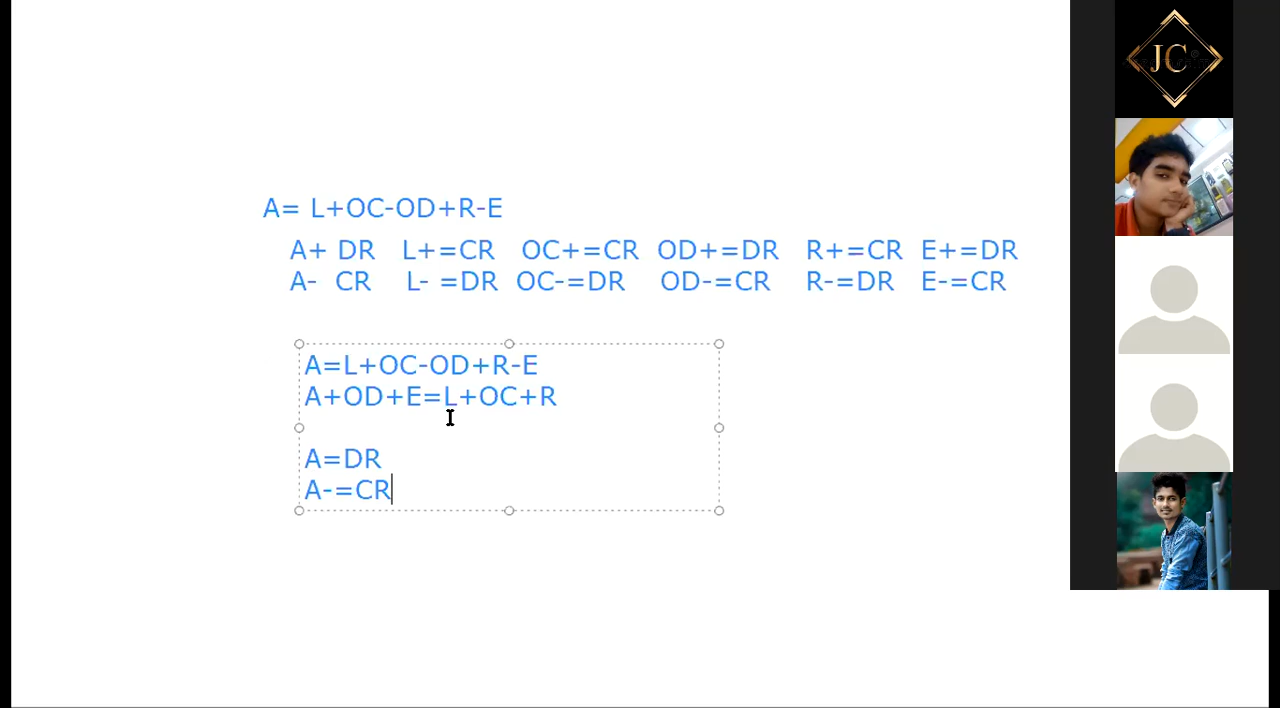 A= L+OC-OD+R-E
A+ DR L+=CR OC+=CR OD+=DR R+=CR E+=DR
A- CR L- =DR OC-=DR OD-=CR R-=DR E-=CR
A=L+OC-OD+R-E
A+OD+E=L+OC+R
A=DR
A-=CR
JC